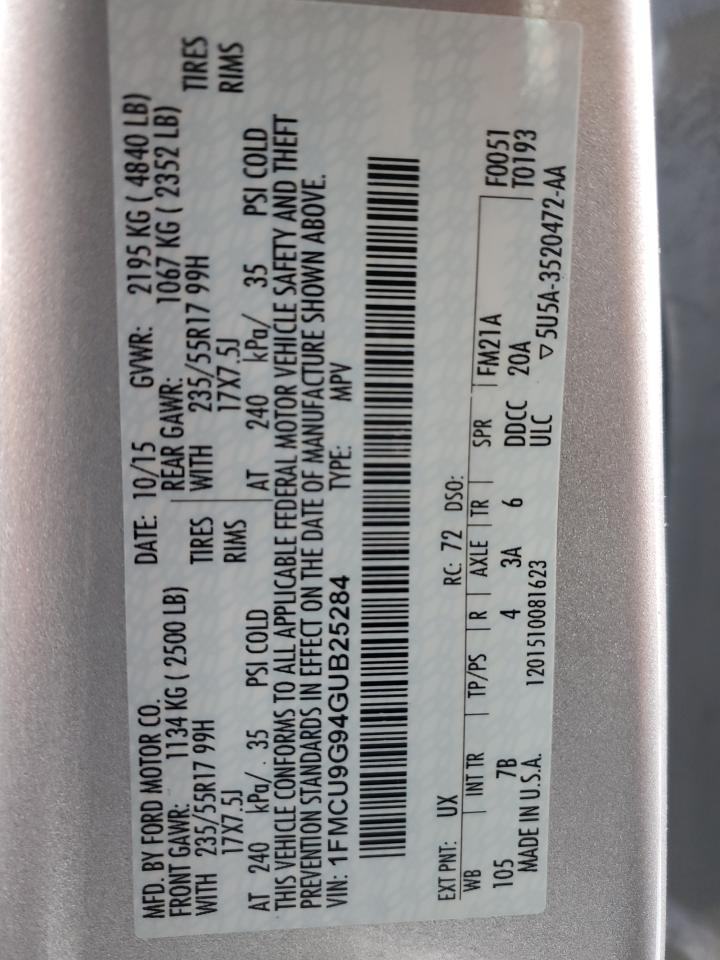 MFD. BY FORD MOTOR CO. DATE: 10/15 GVWR: 2195 KG ( 4840 LB)
FRONT GAWR: 1134 KG ( 2500 LB) REAR GAWR: 1067 KG ( 2352 LB)
WITH 235/55R17 99H TIRES WITH 235/55R17 99H TIRES
17X7.5J RIMS 17X7.5J RIMS
AT 240 kPa/ 35 PSI COLD AT 240 kPa/ 35 PSI COLD
THIS VEHICLE CONFORMS TO ALL APPLICABLE FEDERAL MOTOR VEHICLE SAFETY AND THEFT
PREVENTION STANDARDS IN EFFECT ON THE DATE OF MANUFACTURE SHOWN ABOVE.
VIN: 1FMCU9G94GUB25284 TYPE: MPV
EXT PNT: UX RC: 72 DSO:
WB INT TR TP/PS R AXLE TR SPR FM21A F0051
105 7B 4 3A 6 DDCC 20A T0193
MADE IN U.S.A. 1201510081623 ULC ▽5U5A-3520472-AA